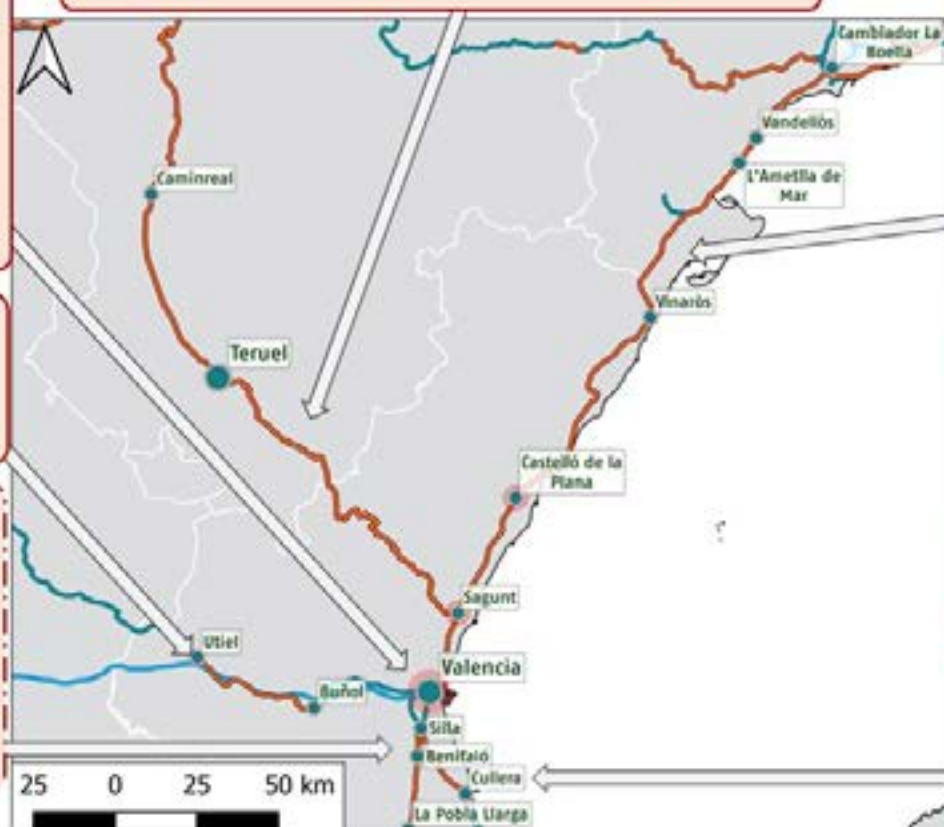 Camblador La
Boella
Vandellòs
L'Ametlla de
Mar
Caminreal
Vinaròs
Teruel
Castelló de la
Plana
Sagunt
Utiel
Valencia
Buñol
Silla
Benifaió
Cullera
La Pobla Llarga
25 0 25 50 km